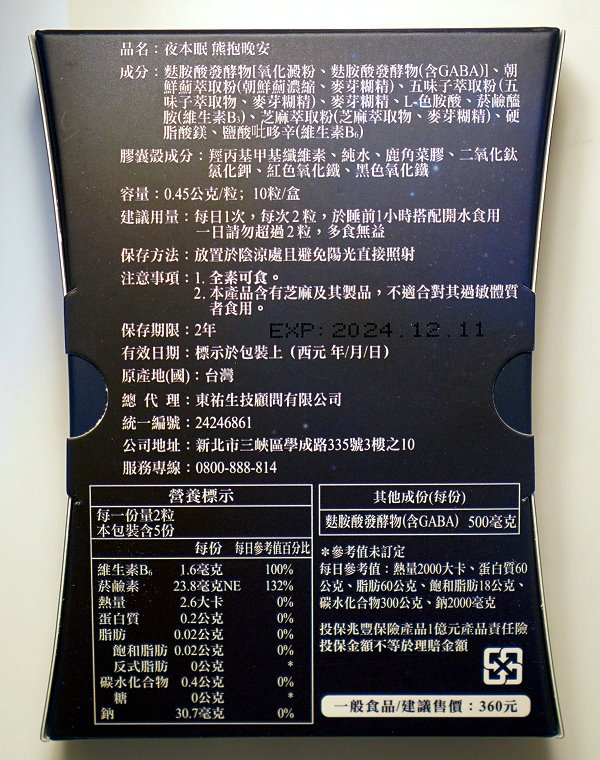 品名：夜本眠 熊抱晚安
成分：麩胺酸發酵物[氧化澱粉、麩胺酸發酵物(含GABA)]、朝
鮮薊萃取粉(朝鮮薊濃縮、麥芽糊精)、五味子萃取粉(五
味子萃取物、麥芽糊精)、麥芽糊精、L-色胺酸、菸鹼醯
胺(維生素B₃)、芝麻萃取粉(芝麻萃取物、麥芽糊精)、硬
脂酸鎂、鹽酸吡哆辛(維生素B₆)
膠囊殼成分：羥丙基甲基纖維素、純水、鹿角菜膠、二氧化鈦
氯化鉀、紅色氧化鐵、黑色氧化鐵
容量：0.45公克/粒；10粒/盒
建議用量：每日1次，每次2粒，於睡前1小時搭配開水食用
一日請勿超過2粒，多食無益
保存方法：放置於陰涼處且避免陽光直接照射
注意事項：1. 全素可食。
2. 本產品含有芝麻及其製品，不適合對其過敏體質
者食用。
保存期限：2年 EXP: 2024.12.11
有效日期：標示於包裝上（西元 年/月/日）
原產地(國)：台灣
總 代 理：東祐生技顧問有限公司
統一編號：24246861
公司地址：新北市三峽區學成路335號3樓之10
服務專線：0800-888-814
營養標示
每一份量2粒
本包裝含5份
每份 每日參考值百分比
維生素B₆ 1.6毫克 100%
菸鹼素 23.8毫克NE 132%
熱量 2.6大卡 0%
蛋白質 0.2公克 0%
脂肪 0.02公克 0%
飽和脂肪 0.02公克 0%
反式脂肪 0公克 *
碳水化合物 0.4公克 0%
糖 0公克 *
鈉 30.7毫克 0%
其他成份(每份)
麩胺酸發酵物(含GABA) 500毫克
＊參考值未訂定
每日參考值：熱量2000大卡、蛋白質60
公克、脂肪60公克、飽和脂肪18公克、
碳水化合物300公克、鈉2000毫克
投保兆豐保險產品1億元產品責任險
投保金額不等於理賠金額
一般食品/建議售價：360元